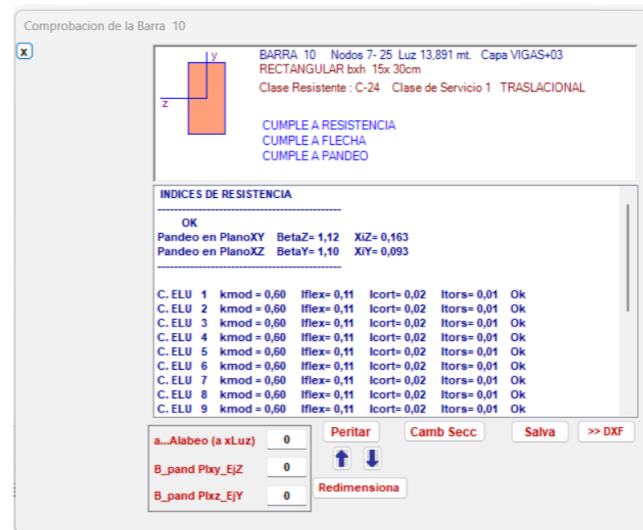 Comprobacion de la Barra 10
x
y
z
BARRA 10 Nodos 7- 25 Luz 13,891 mt. Capa VIGAS+03
RECTANGULAR bxh 15x 30cm
Clase Resistente : C-24 Clase de Servicio 1 TRASLACIONAL
CUMPLE A RESISTENCIA
CUMPLE A FLECHA
CUMPLE A PANDEO
INDICES DE RESISTENCIA
------------------------------------------------
OK
Pandeo en PlanoXY BetaZ= 1,12 XiZ= 0,163
Pandeo en PlanoXZ BetaY= 1,10 XiY= 0,093
------------------------------------------------
C. ELU 1 kmod = 0,60 Iflex= 0,11 Icort= 0,02 Itors= 0,01 Ok
C. ELU 2 kmod = 0,60 Iflex= 0,11 Icort= 0,02 Itors= 0,01 Ok
C. ELU 3 kmod = 0,60 Iflex= 0,11 Icort= 0,02 Itors= 0,01 Ok
C. ELU 4 kmod = 0,60 Iflex= 0,11 Icort= 0,02 Itors= 0,01 Ok
C. ELU 5 kmod = 0,60 Iflex= 0,11 Icort= 0,02 Itors= 0,01 Ok
C. ELU 6 kmod = 0,60 Iflex= 0,11 Icort= 0,02 Itors= 0,01 Ok
C. ELU 7 kmod = 0,60 Iflex= 0,11 Icort= 0,02 Itors= 0,01 Ok
C. ELU 8 kmod = 0,60 Iflex= 0,11 Icort= 0,02 Itors= 0,01 Ok
C. ELU 9 kmod = 0,60 Iflex= 0,11 Icort= 0,02 Itors= 0,01 Ok
a...Alabeo (a xLuz) 0
B_pand Plxy_EjZ 0
B_pand Plxz_EjY 0
Peritar Camb Secc Salva >> DXF
Redimensiona